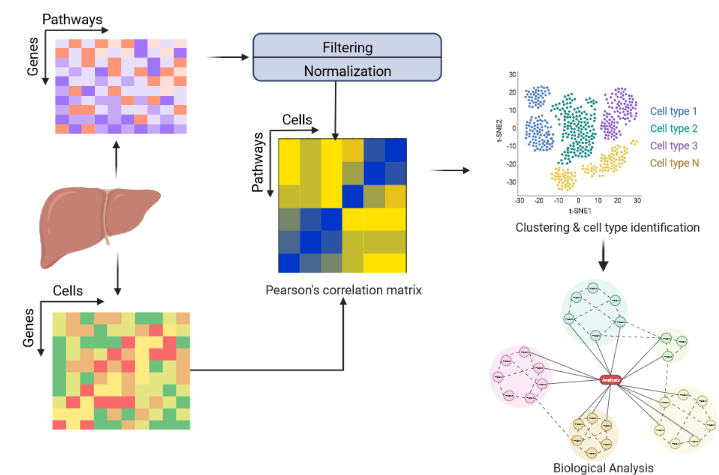 Pathways
Genes
Filtering
Normalization
Cells
Pathways
Pearson's correlation matrix
Cells
Genes
t-SNE2
30
20
10
0
-10
-20
-30
-30 -20 -10 0 10 20 30
t-SNE1
Cell type 1
Cell type 2
Cell type 3
Cell type N
Clustering & cell type identification
Analysis
Biological Analysis